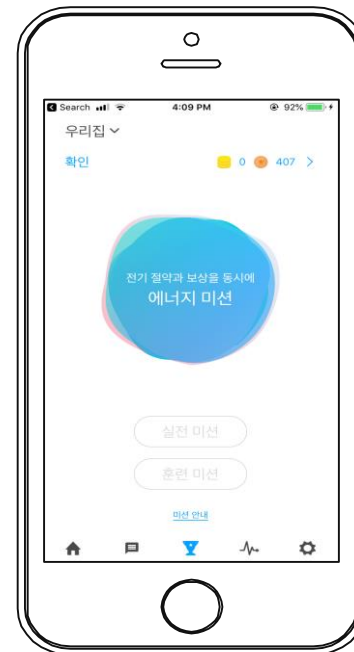 Search 4:09 PM 92%
우리집
확인 0 407
전기 절약과 보상을 동시에
에너지 미션
실전 미션
훈련 미션
미션 안내